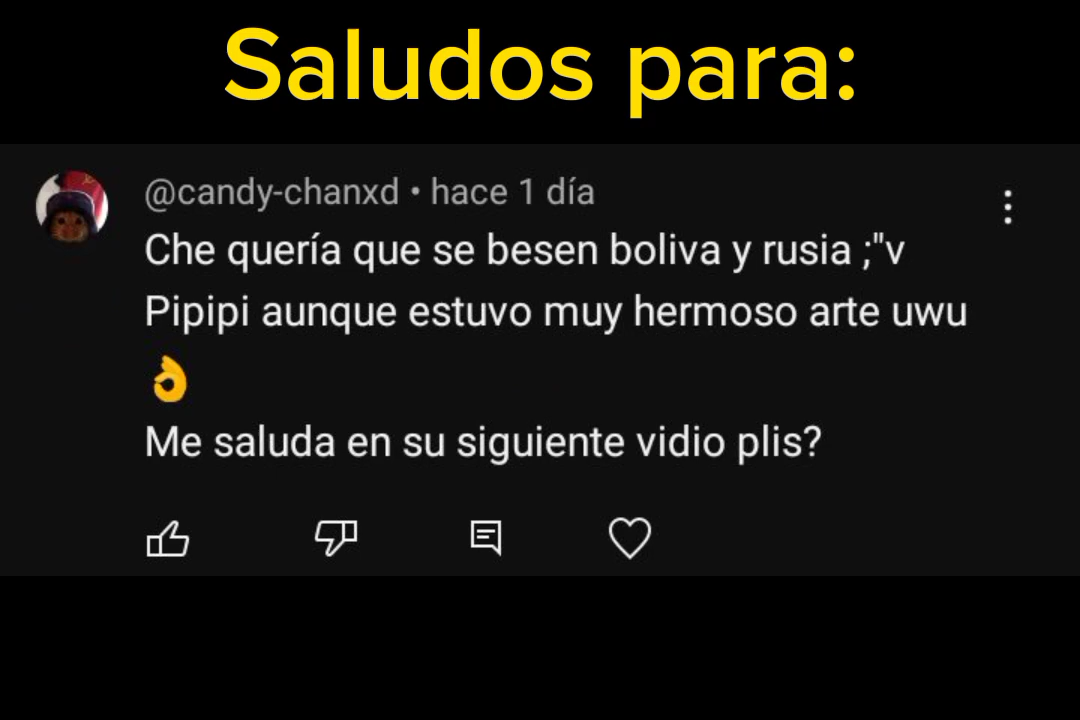 Saludos para:
@candy-chanxd • hace 1 día
Che quería que se besen boliva y rusia ;"v
Pipipi aunque estuvo muy hermoso arte uwu
👌
Me saluda en su siguiente vidio plis?